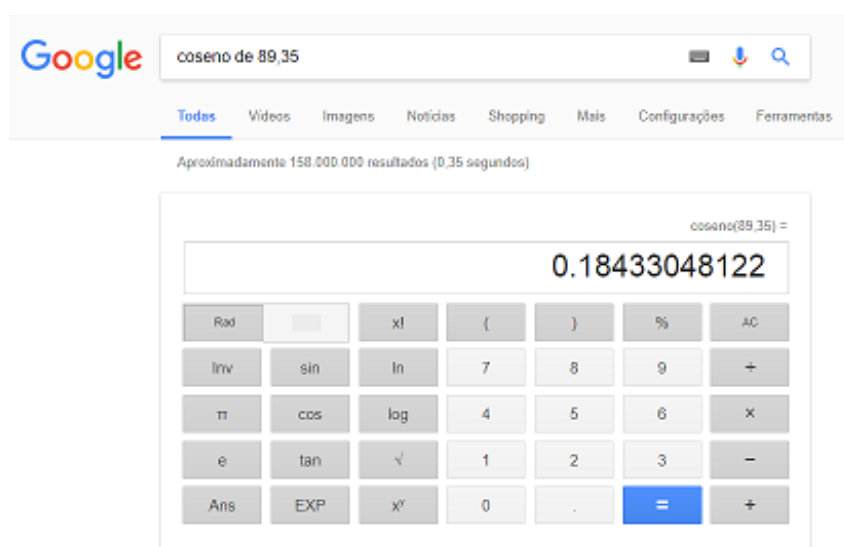 Google coseno de 89,35
Todas Vídeos Imagens Notícias Shopping Mais Configurações Ferramentas
Aproximadamente 158.000.000 resultados (0,35 segundos)
coseno(89,35) =
0.18433048122
Rad x! ( ) % AC
Inv sin ln 7 8 9 ÷
π cos log 4 5 6 ×
e tan √ 1 2 3 −
Ans EXP xʸ 0 . = +